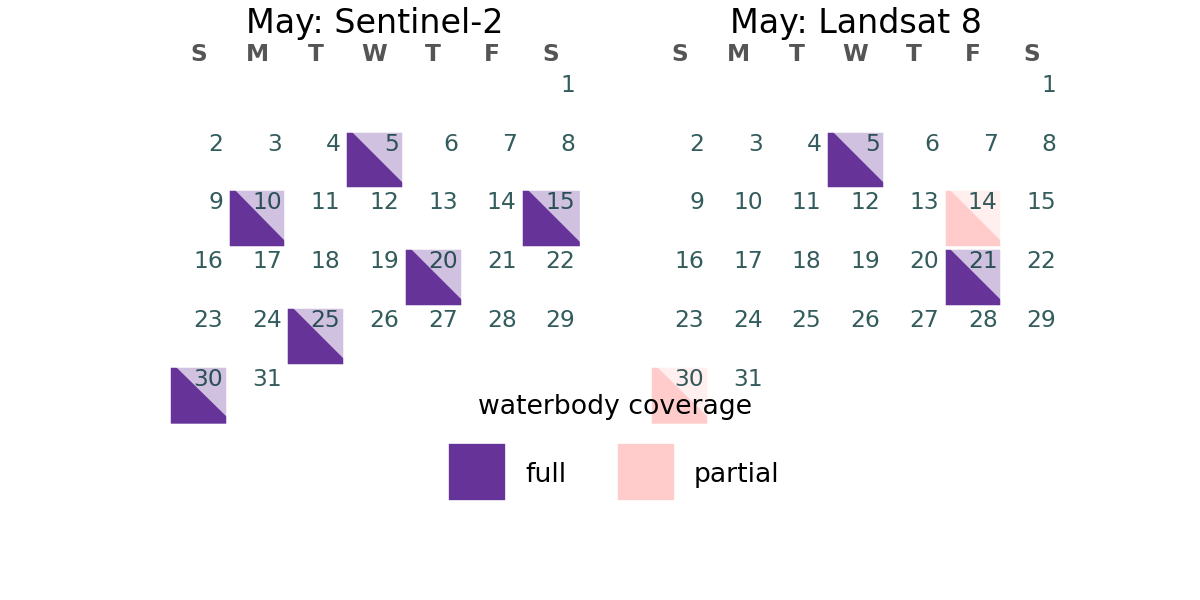 May: Sentinel-2
S M T W T F S
1
2 3 4 5 6 7 8
9 10 11 12 13 14 15
16 17 18 19 20 21 22
23 24 25 26 27 28 29
30 31
May: Landsat 8
S M T W T F S
1
2 3 4 5 6 7 8
9 10 11 12 13 14 15
16 17 18 19 20 21 22
23 24 25 26 27 28 29
30 31
waterbody coverage
full
partial